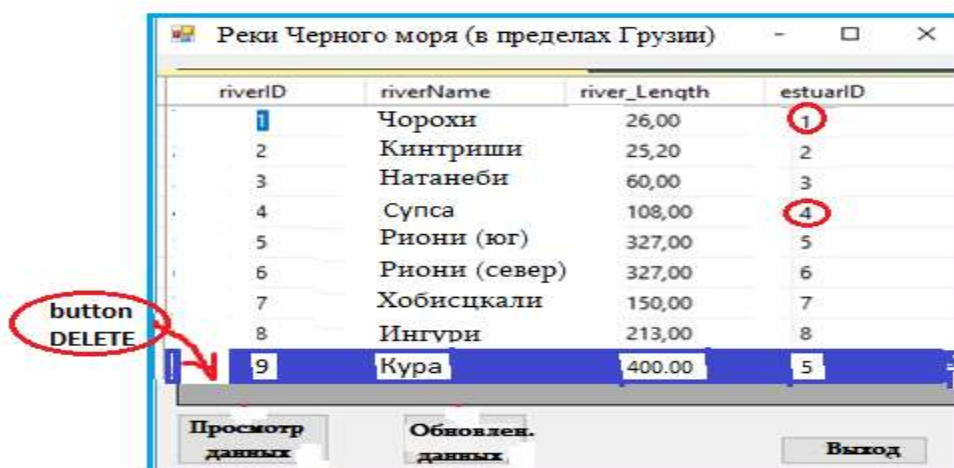 Реки Черного моря (в пределах Грузии)
riverID riverName river_Length estuarID
1 Чорохи 26,00 1
2 Кинтриши 25,20 2
3 Натанеби 60,00 3
4 Супса 108,00 4
5 Риони (юг) 327,00 5
6 Риони (север) 327,00 6
7 Хобисцкали 150,00 7
8 Ингури 213,00 8
9 Кура 400.00 5
button
DELETE
Просмотр
данных
Обновлен.
данных
Выход